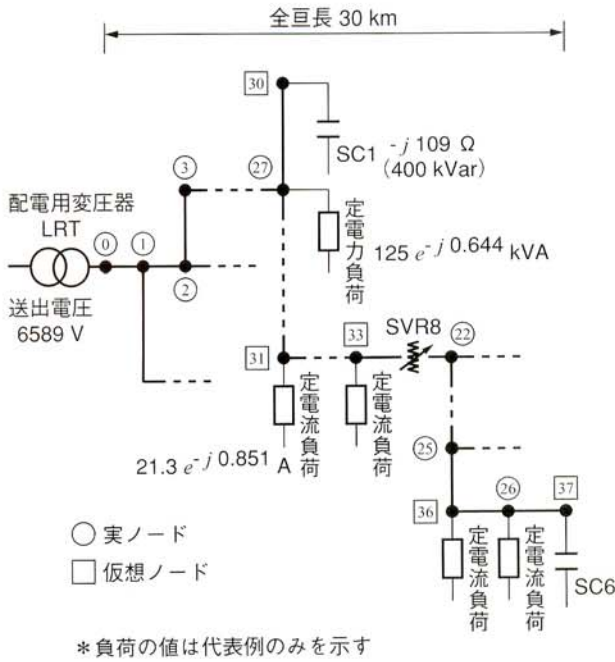 全亘長 30 km
30
SC1
-j 109 Ω
(400 kVar)
3
27
配電用変圧器
LRT
0
1
2
定電力負荷
125 e-j 0.644 kVA
送出電圧
6589 V
SVR8
31
33
22
定電流負荷
定電流負荷
21.3 e-j 0.851 A
25
36
26
37
定電流負荷
定電流負荷
SC6
○ 実ノード
□ 仮想ノード
*負荷の値は代表例のみを示す